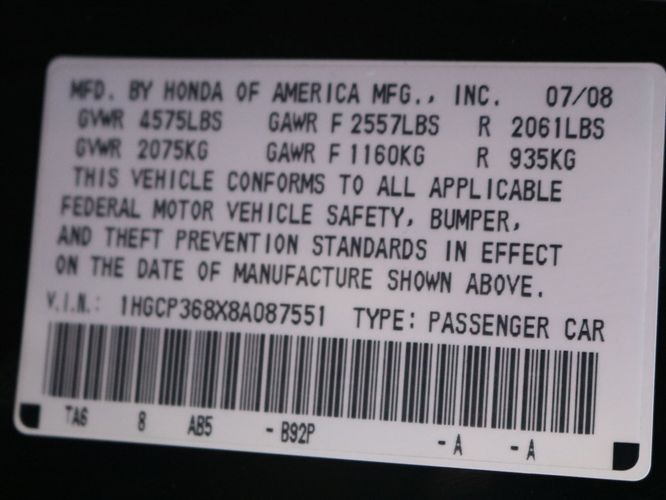 MFD. BY HONDA OF AMERICA MFG., INC. 07/08
GVWR 4575LBS GAWR F 2557LBS R 2061LBS
GVWR 2075KG GAWR F 1160KG R 935KG
THIS VEHICLE CONFORMS TO ALL APPLICABLE
FEDERAL MOTOR VEHICLE SAFETY, BUMPER,
AND THEFT PREVENTION STANDARDS IN EFFECT
ON THE DATE OF MANUFACTURE SHOWN ABOVE.
V.I.N.: 1HGCP368X8A087551 TYPE: PASSENGER CAR
TA6 8 AB5 - B92P - A - A